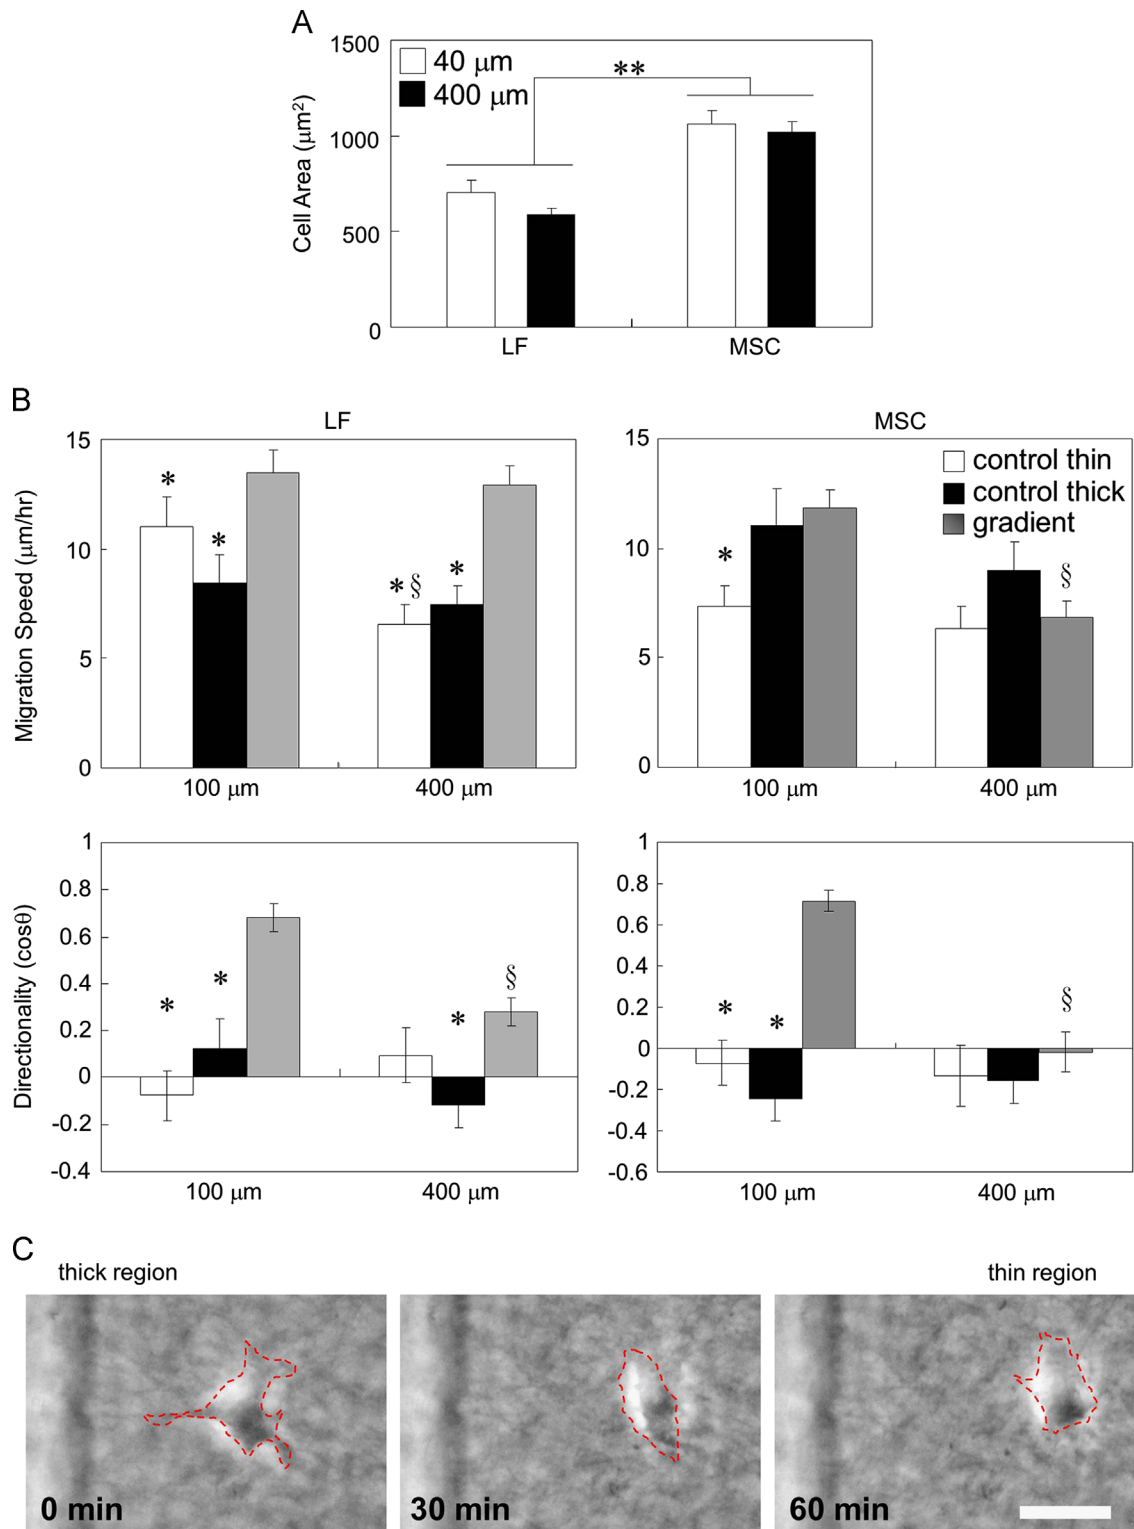 A
1500
1000
500
0
Cell Area (μm²)
40 μm
400 μm
**
LF
MSC
B
LF
MSC
15
10
5
0
Migration Speed (μm/hr)
*
*
*
§
*
100 μm
400 μm
15
10
5
0
control thin
control thick
gradient
*
§
100 μm
400 μm
1
0.8
0.6
0.4
0.2
0
-0.2
-0.4
Directionality (cosθ)
*
*
*
§
100 μm
400 μm
1
0.8
0.6
0.4
0.2
0
-0.2
-0.4
-0.6
*
*
§
100 μm
400 μm
C
thick region
thin region
0 min
30 min
60 min